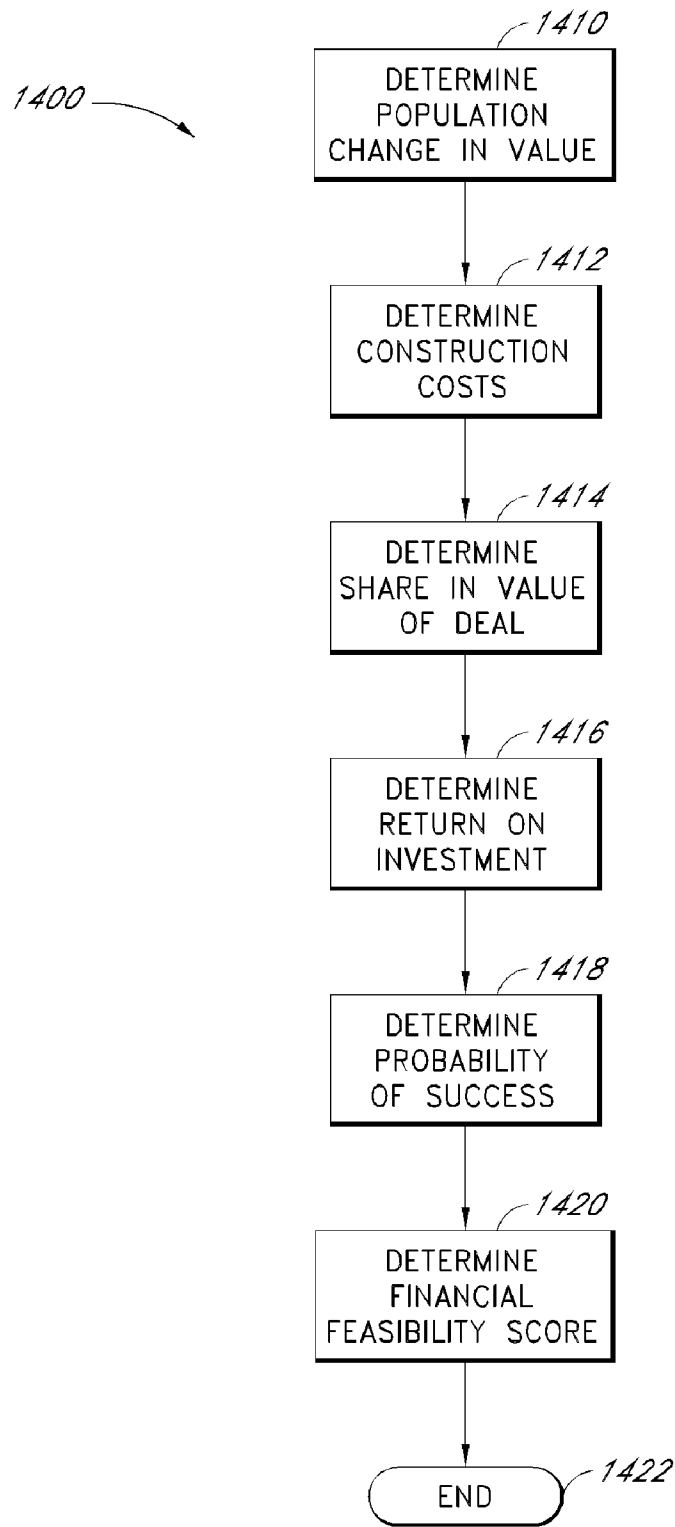 1400
1410
DETERMINE
POPULATION
CHANGE IN VALUE
1412
DETERMINE
CONSTRUCTION
COSTS
1414
DETERMINE
SHARE IN VALUE
OF DEAL
1416
DETERMINE
RETURN ON
INVESTMENT
1418
DETERMINE
PROBABILITY
OF SUCCESS
1420
DETERMINE
FINANCIAL
FEASIBILITY SCORE
1422
END